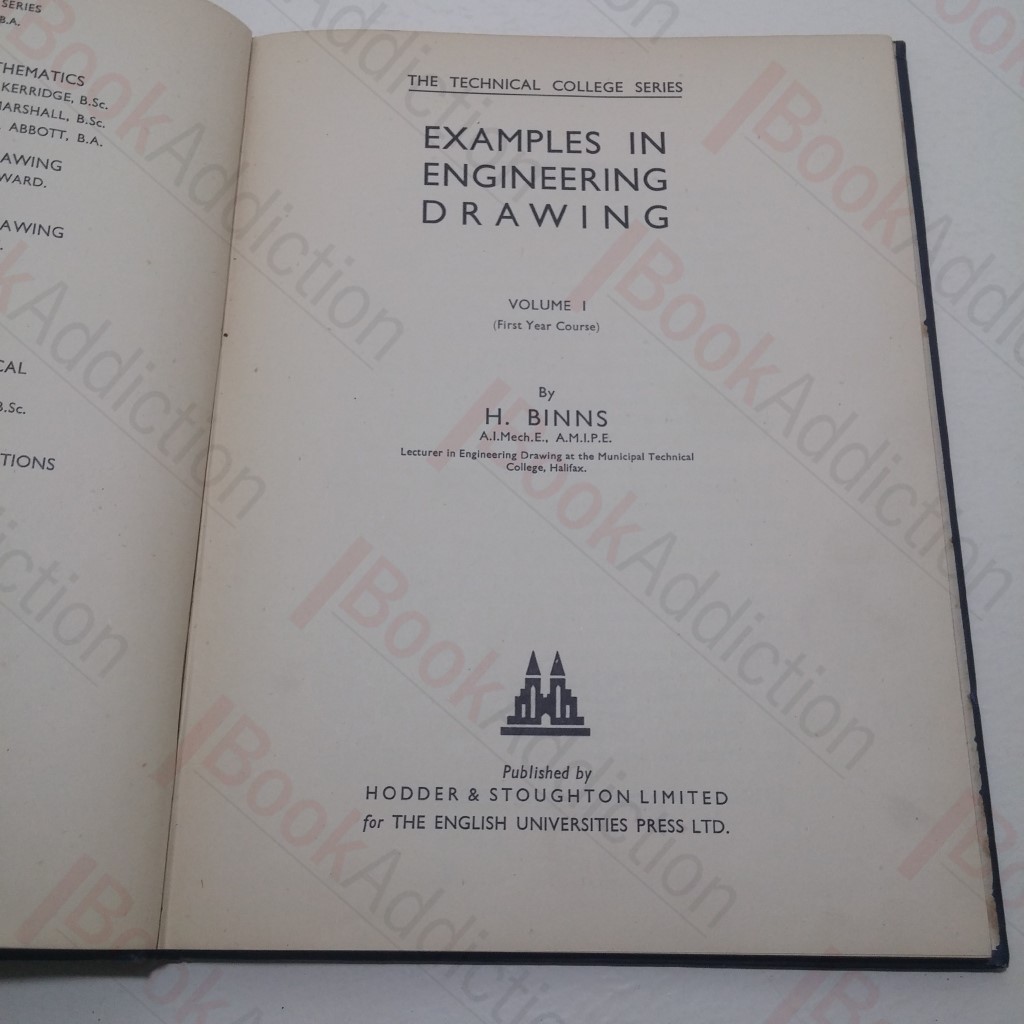 SERIES
B.A.
THEMATICS
KERRIDGE, B.Sc.
MARSHALL, B.Sc.
ABBOTT, B.A.
AWING
WARD.
AWING
CAL
B.Sc.
TIONS
THE TECHNICAL COLLEGE SERIES
EXAMPLES IN
ENGINEERING
DRAWING
VOLUME I
(First Year Course)
By
H. BINNS
A.I.Mech.E., A.M.I.P.E.
Lecturer in Engineering Drawing at the Municipal Technical
College, Halifax.
Published by
HODDER & STOUGHTON LIMITED
for THE ENGLISH UNIVERSITIES PRESS LTD.
BookAddiction